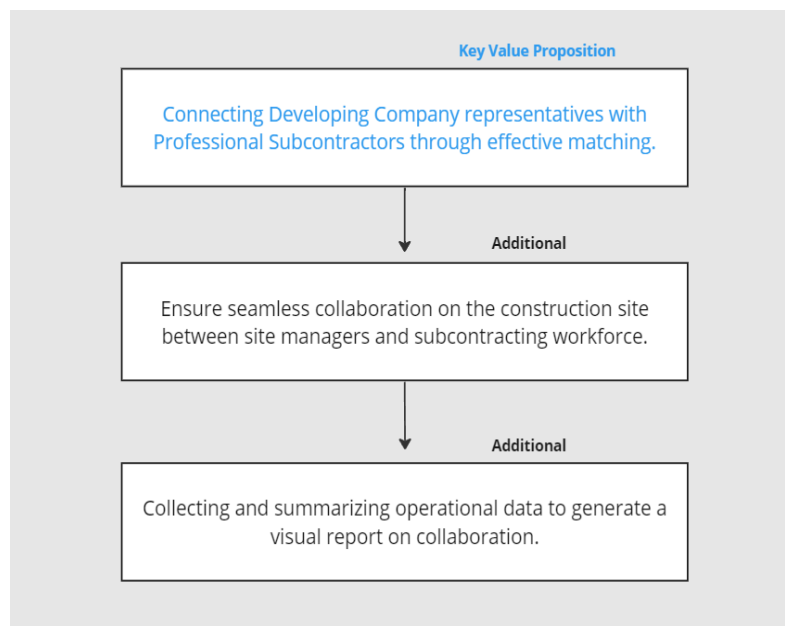 Key Value Proposition
Connecting Developing Company representatives with
Professional Subcontractors through effective matching.
Additional
Ensure seamless collaboration on the construction site
between site managers and subcontracting workforce.
Additional
Collecting and summarizing operational data to generate a
visual report on collaboration.